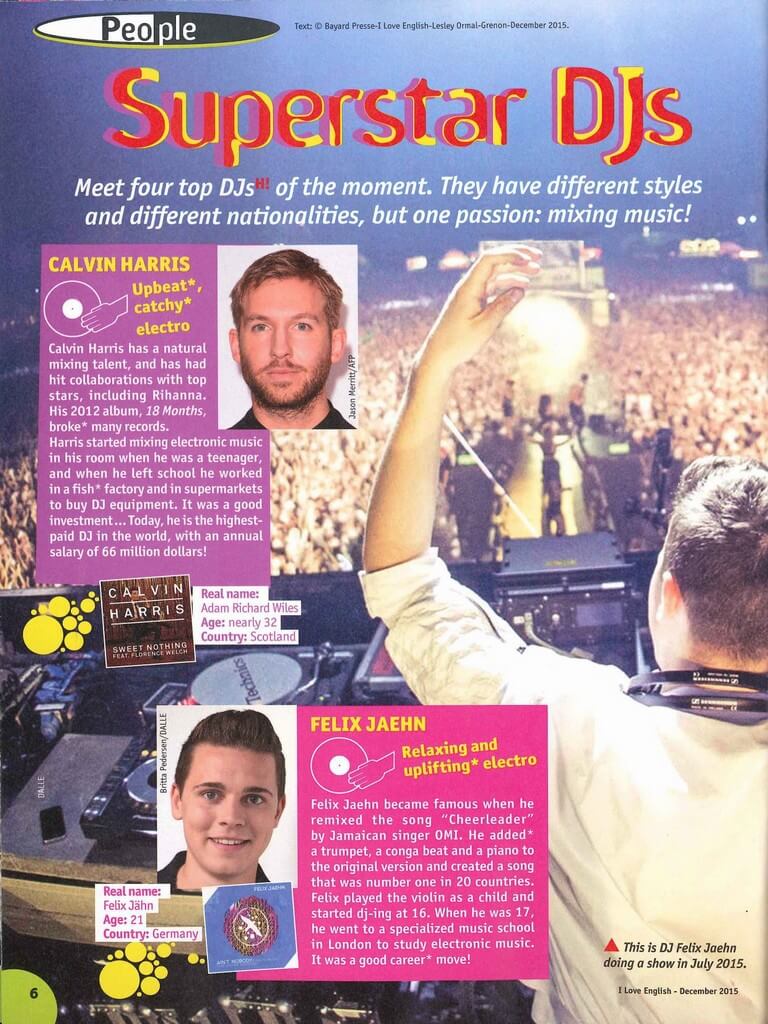 People
Text: © Bayard Presse-I Love English-Lesley Ormal-Grenon-December 2015.
Superstar DJs
Meet four top DJsH! of the moment. They have different styles
and different nationalities, but one passion: mixing music!
CALVIN HARRIS
Upbeat*,
catchy*
electro
Calvin Harris has a natural
mixing talent, and has had
hit collaborations with top
stars, including Rihanna.
His 2012 album, 18 Months,
broke* many records.
Harris started mixing electronic music
in his room when he was a teenager,
and when he left school he worked
in a fish* factory and in supermarkets
to buy DJ equipment. It was a good
investment... Today, he is the highest-
paid DJ in the world, with an annual
salary of 66 million dollars!
Jason Merritt/AFP
CALVIN
HARRIS
SWEET NOTHING
FEAT. FLORENCE WELCH
Real name:
Adam Richard Wiles
Age: nearly 32
Country: Scotland
Technics
Britta Pedersen/DALLE
FELIX JAEHN
Relaxing and
uplifting* electro
Felix Jaehn became famous when he
remixed the song “Cheerleader”
by Jamaican singer OMI. He added*
a trumpet, a conga beat and a piano to
the original version and created a song
that was number one in 20 countries.
Felix played the violin as a child and
started dj-ing at 16. When he was 17,
he went to a specialized music school
in London to study electronic music.
It was a good career* move!
DALLE
Real name:
Felix Jähn
Age: 21
Country: Germany
FELIX JAEHN
AIN'T NOBODY
SENNHEISER
This is DJ Felix Jaehn
doing a show in July 2015.
6
I Love English - December 2015